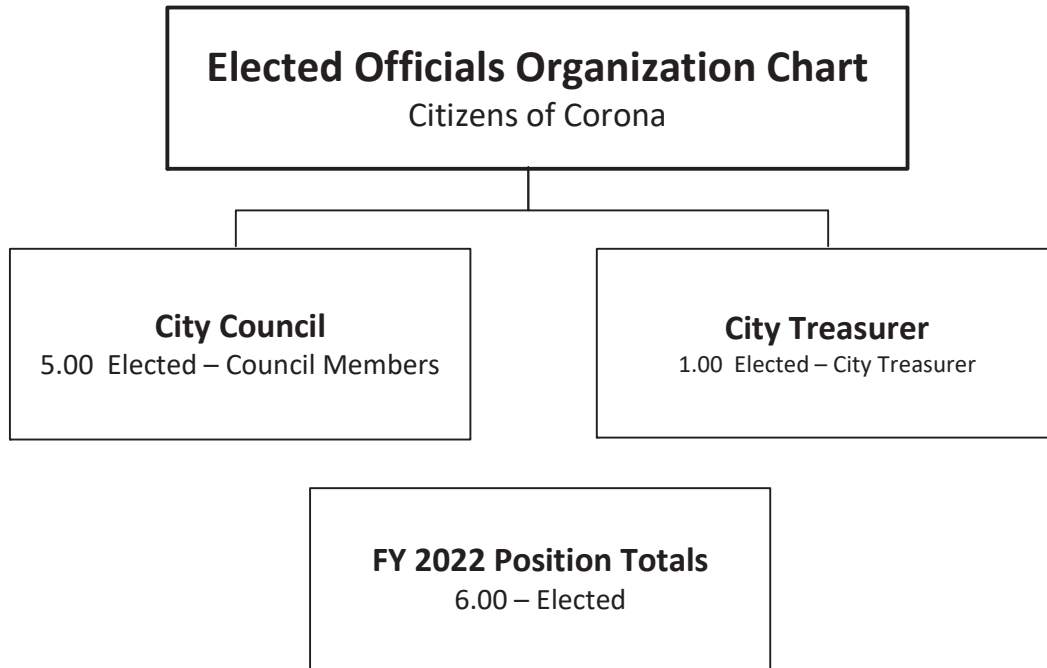 Elected Officials Organization Chart
Citizens of Corona
City Council
5.00 Elected – Council Members
City Treasurer
1.00 Elected – City Treasurer
FY 2022 Position Totals
6.00 – Elected